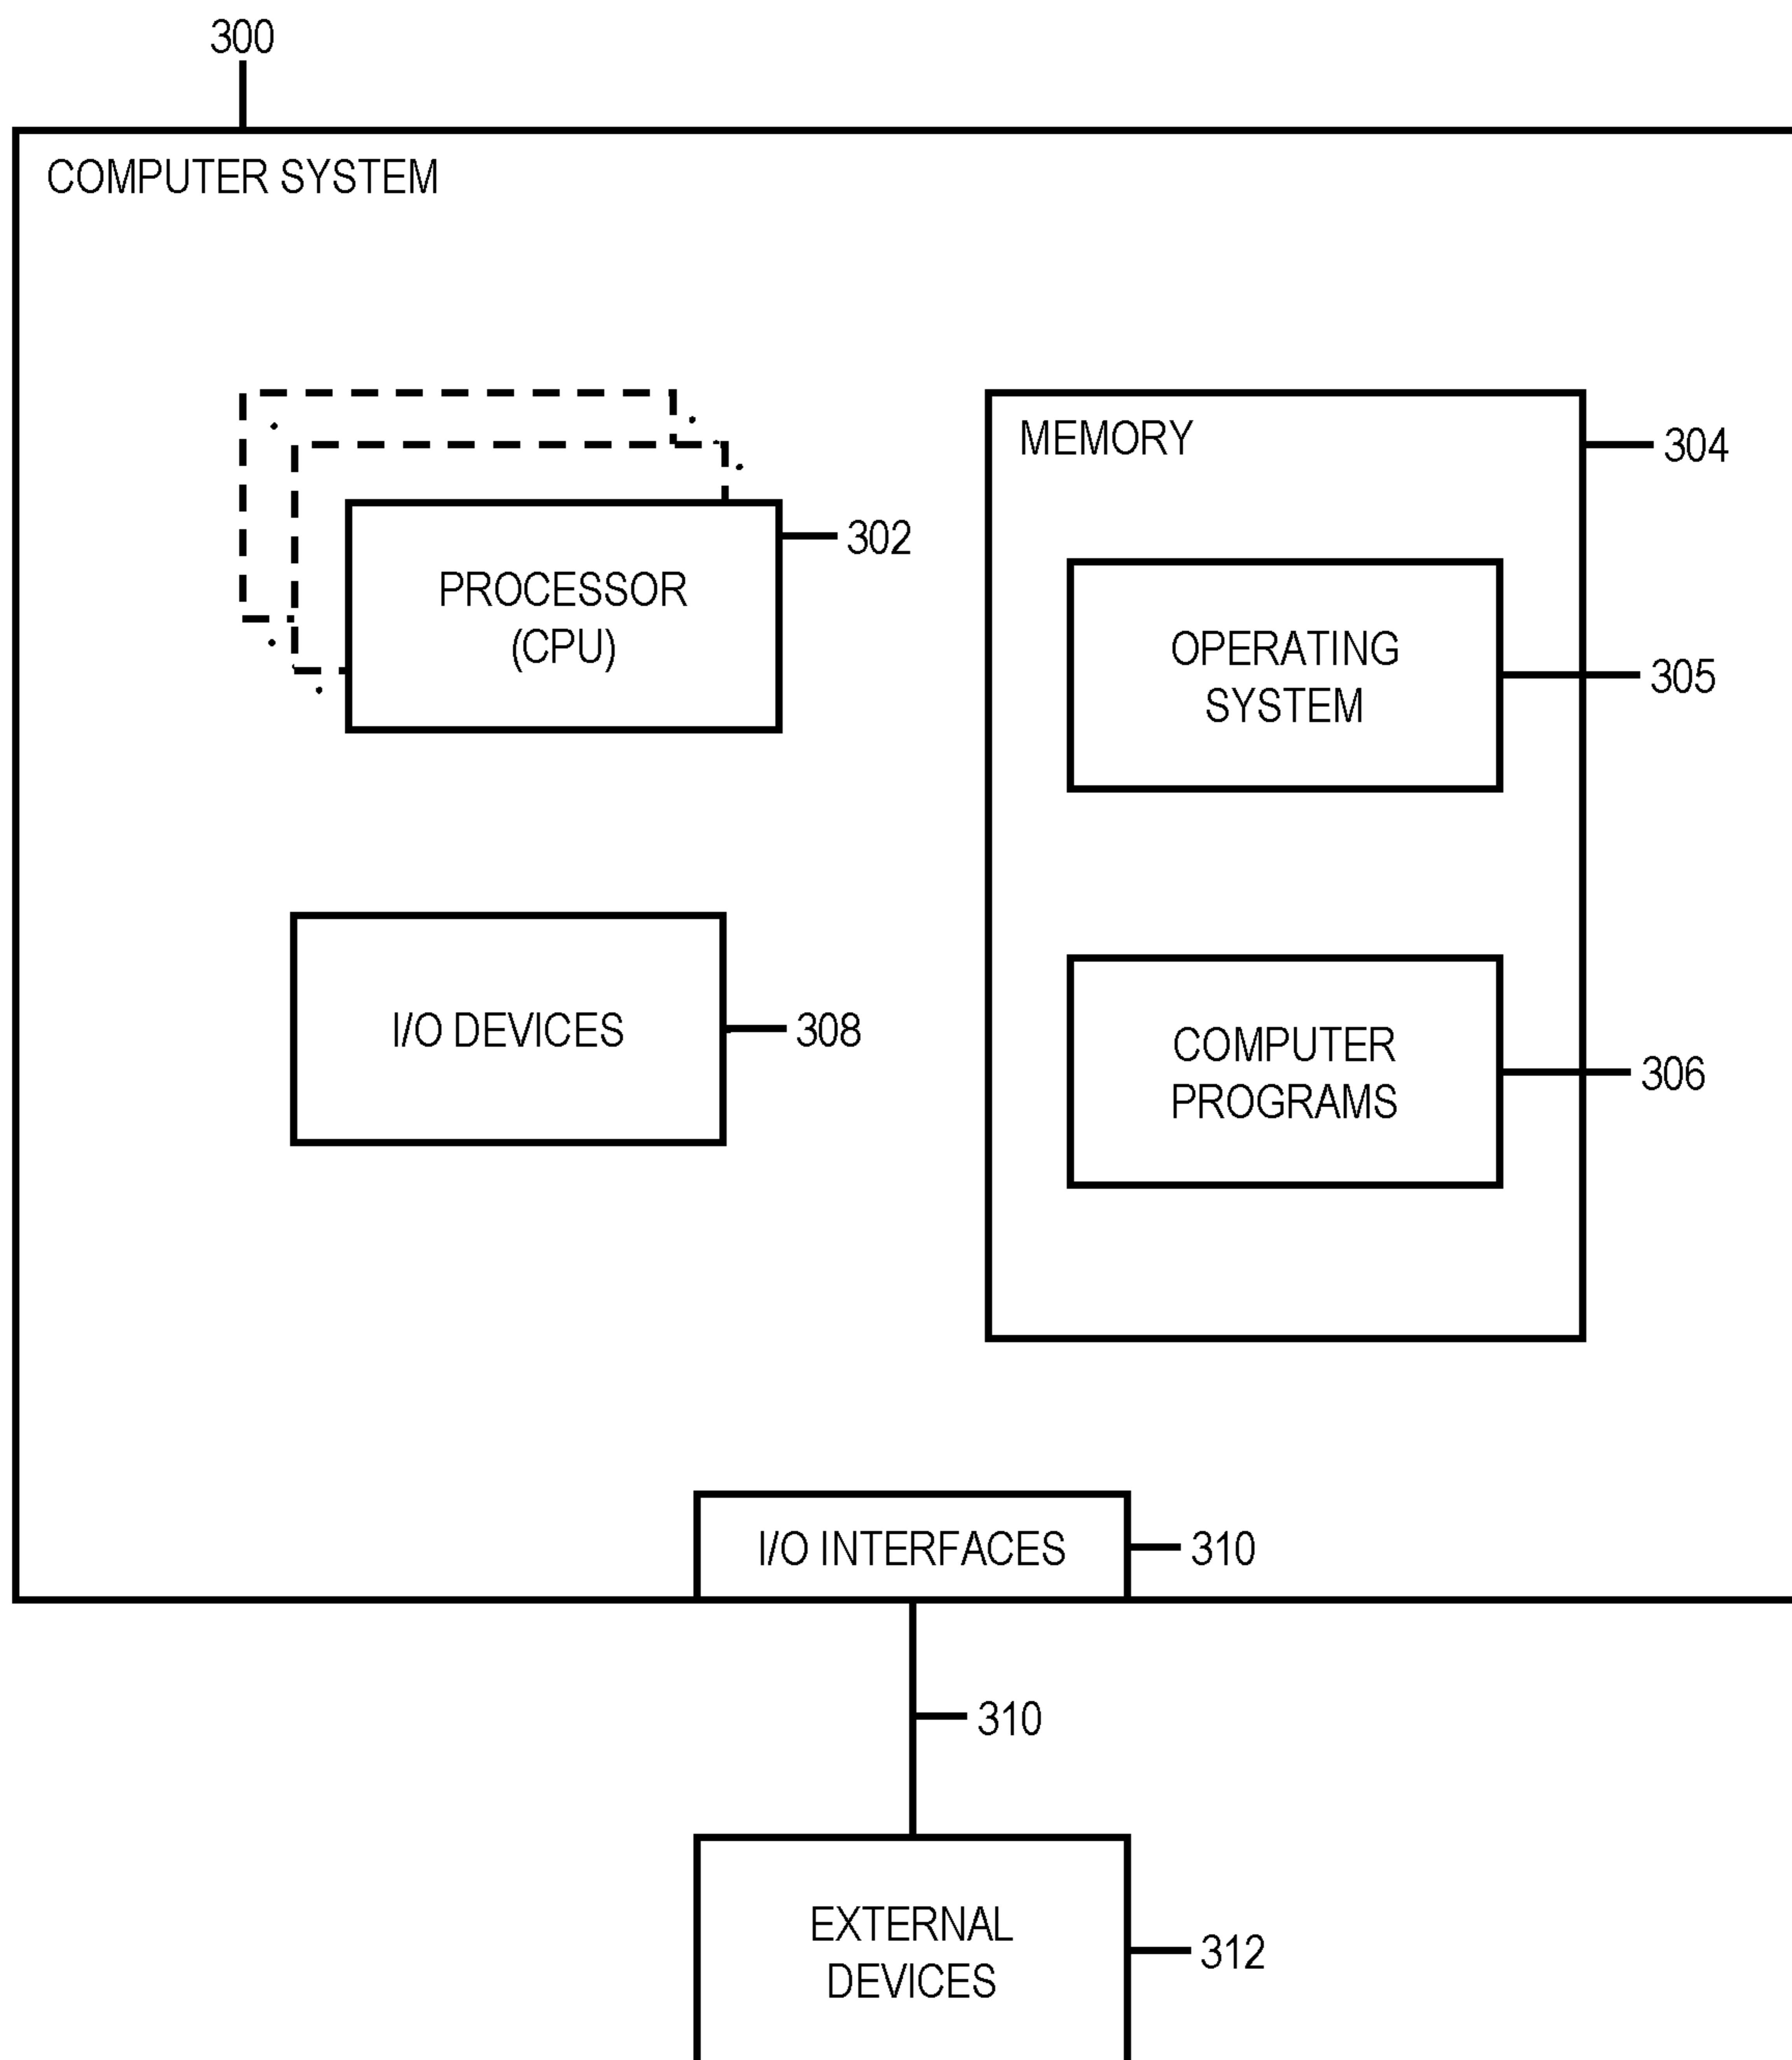 300
COMPUTER SYSTEM
MEMORY
304
302
PROCESSOR
(CPU)
OPERATING
SYSTEM
305
I/O DEVICES
308
COMPUTER
PROGRAMS
306
I/O INTERFACES
310
310
EXTERNAL
DEVICES
312